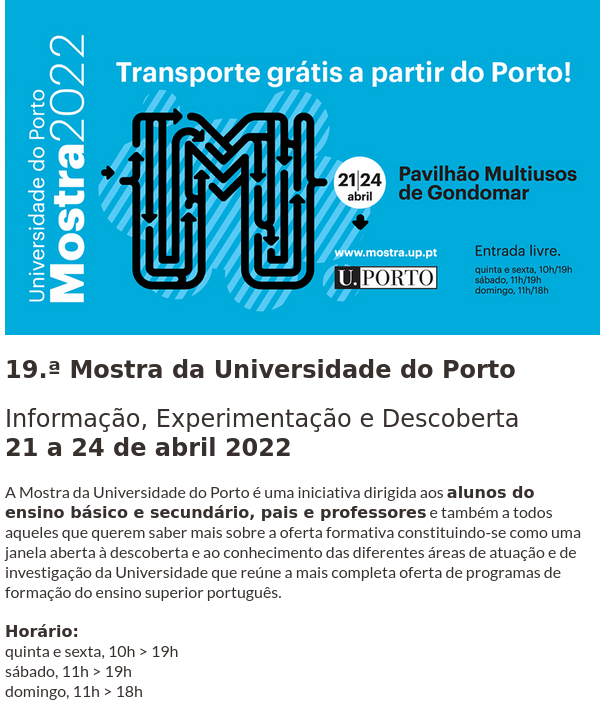 Universidade do Porto
Mostra2022
Transporte grátis a partir do Porto!
21|24
abril
Pavilhão Multiusos
de Gondomar
www.mostra.up.pt
U.PORTO
Entrada livre.
quinta e sexta, 10h/19h
sábado, 11h/19h
domingo, 11h/18h
19.ª Mostra da Universidade do Porto
Informação, Experimentação e Descoberta
21 a 24 de abril 2022
A Mostra da Universidade do Porto é uma iniciativa dirigida aos alunos do
ensino básico e secundário, pais e professores e também a todos
aqueles que querem saber mais sobre a oferta formativa constituindo-se como uma
janela aberta à descoberta e ao conhecimento das diferentes áreas de atuação e de
investigação da Universidade que reúne a mais completa oferta de programas de
formação do ensino superior português.
Horário:
quinta e sexta, 10h > 19h
sábado, 11h > 19h
domingo, 11h > 18h